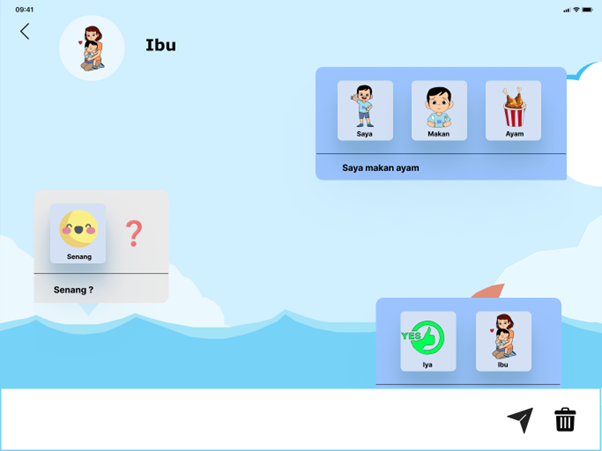 09:41
Ibu
Saya Makan Ayam
Saya makan ayam
Senang
Senang ?
YES
Iya Ibu